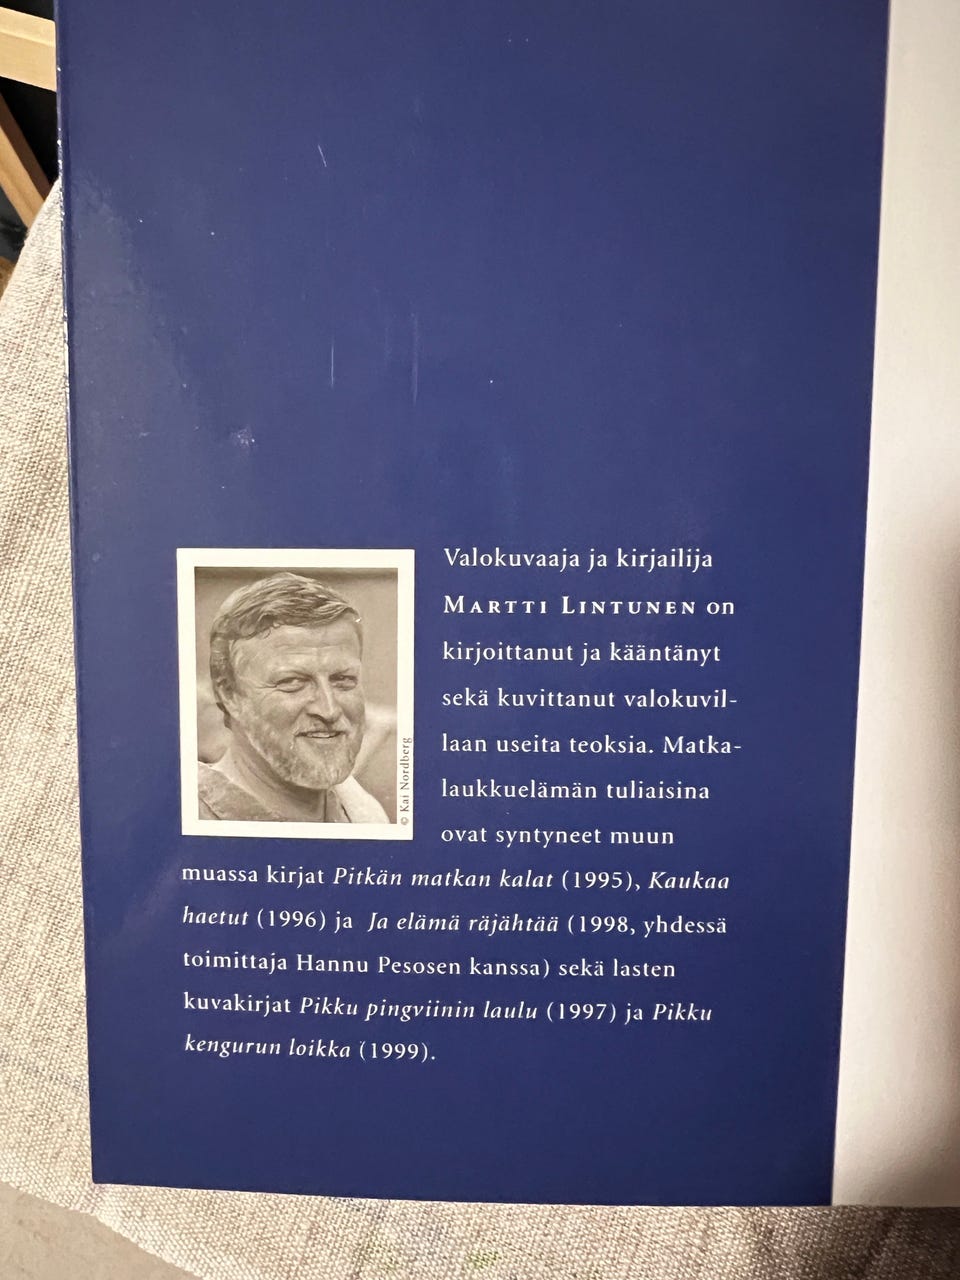 Valokuvaaja ja kirjailija
MARTTI LINTUNEN on
kirjoittanut ja kääntänyt
sekä kuvittanut valokuvil-
laan useita teoksia. Matka-
laukkuelämän tuliaisina
ovat syntyneet muun
muassa kirjat Pitkän matkan kalat (1995), Kaukaa
haetut (1996) ja Ja elämä räjähtää (1998, yhdessä
toimittaja Hannu Pesosen kanssa) sekä lasten
kuvakirjat Pikku pingviinin laulu (1997) ja Pikku
kengurun loikka (1999).
© Kai Nordberg